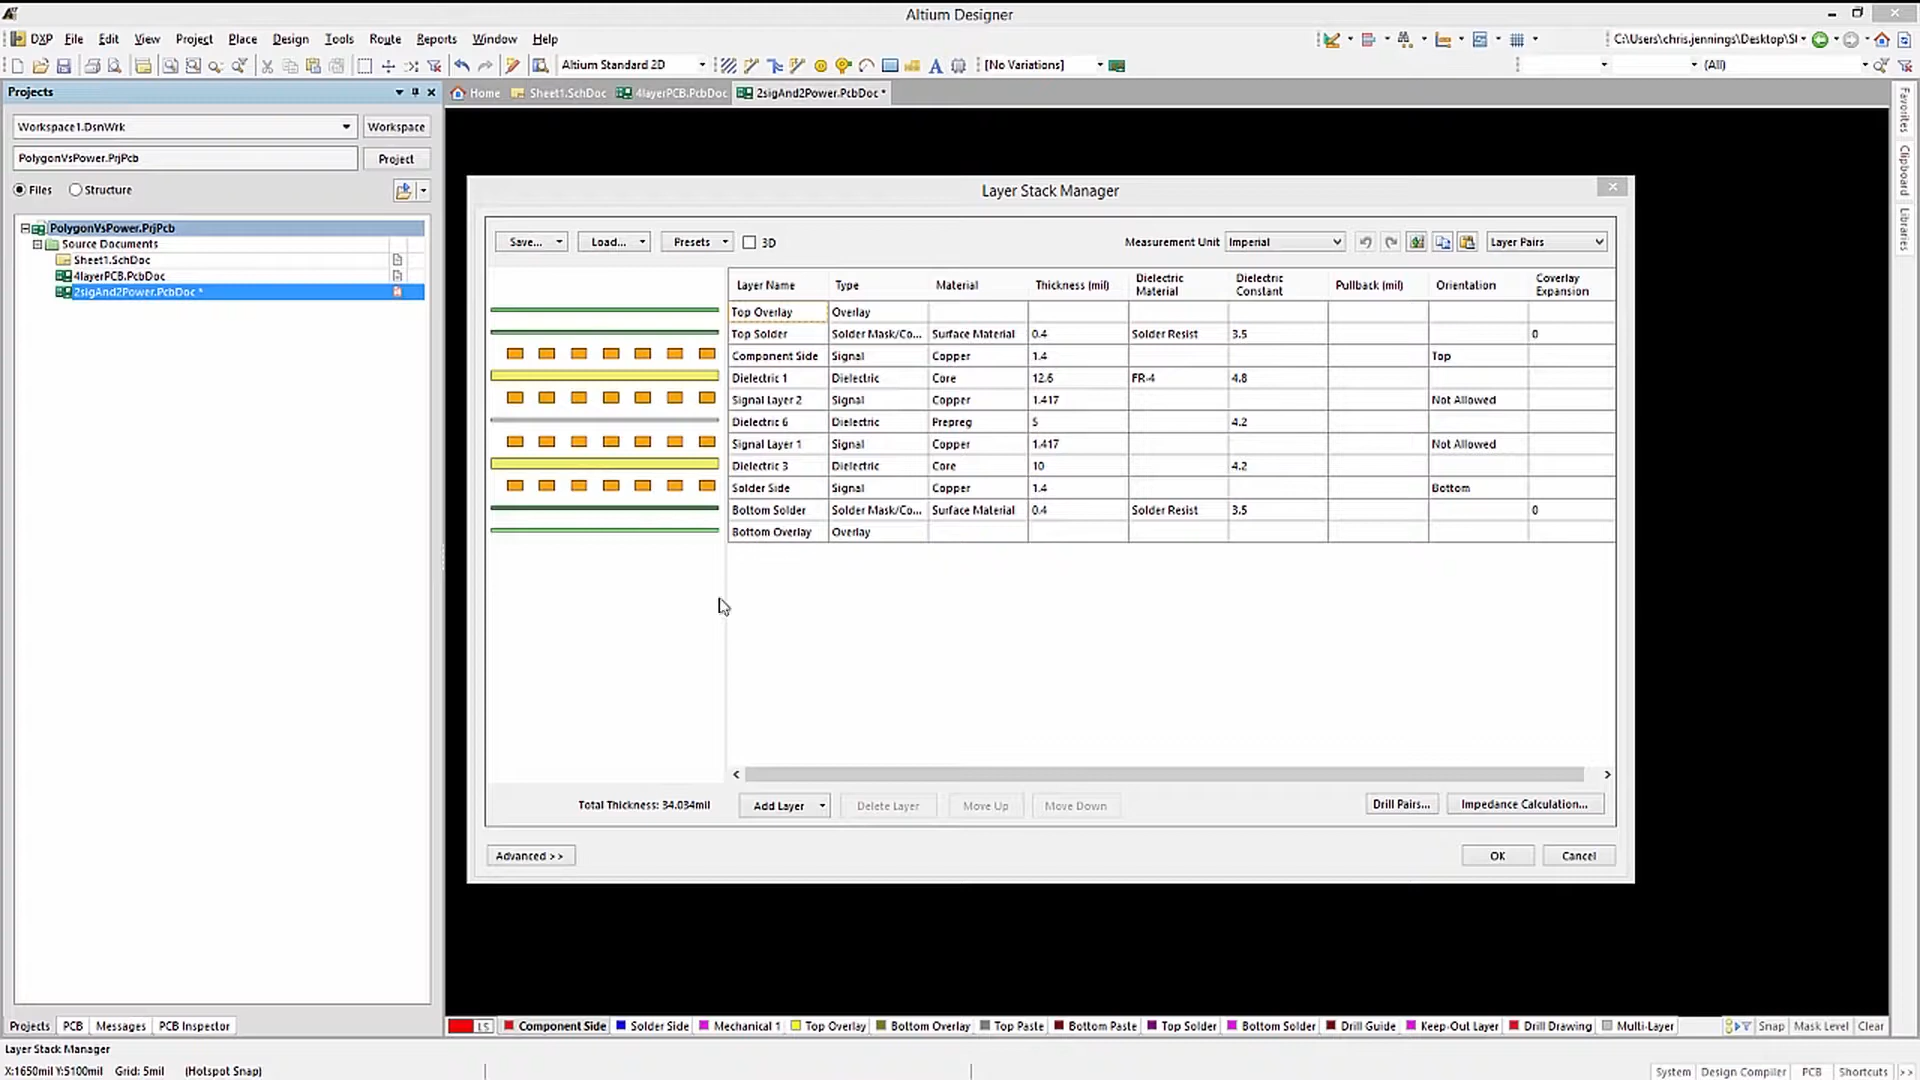 Altium Designer
DXP File Edit View Project Place Design Tools Route Reports Window Help
C:\Users\chris.jennings\Desktop\SI
Altium Standard 2D
[No Variations]
(All)
Projects
Home Sheet1.SchDoc 4layerPCB.PcbDoc 2sigAnd2Power.PcbDoc *
Workspace1.DsnWrk Workspace
PolygonVsPower.PrjPcb Project
Files Structure
PolygonVsPower.PrjPcb
Source Documents
Sheet1.SchDoc
4layerPCB.PcbDoc
2sigAnd2Power.PcbDoc *
Favorites
Clipboard
Libraries
Layer Stack Manager
Save... Load... Presets 3D Measurement Unit Imperial Layer Pairs
Layer Name Type Material Thickness (mil) Dielectric Material Dielectric Constant Pullback (mil) Orientation Coverlay Expansion
Top Overlay Overlay
Top Solder Solder Mask/Co... Surface Material 0.4 Solder Resist 3.5 0
Component Side Signal Copper 1.4 Top
Dielectric 1 Dielectric Core 12.6 FR-4 4.8
Signal Layer 2 Signal Copper 1.417 Not Allowed
Dielectric 6 Dielectric Prepreg 5 4.2
Signal Layer 1 Signal Copper 1.417 Not Allowed
Dielectric 3 Dielectric Core 10 4.2
Solder Side Signal Copper 1.4 Bottom
Bottom Solder Solder Mask/Co... Surface Material 0.4 Solder Resist 3.5 0
Bottom Overlay Overlay
Total Thickness: 34.034mil Add Layer Delete Layer Move Up Move Down Drill Pairs... Impedance Calculation...
Advanced >> OK Cancel
Projects PCB Messages PCB Inspector
LS Component Side Solder Side Mechanical 1 Top Overlay Bottom Overlay Top Paste Bottom Paste Top Solder Bottom Solder Drill Guide Keep-Out Layer Drill Drawing Multi-Layer Snap Mask Level Clear
Layer Stack Manager
X:1650mil Y:5100mil Grid: 5mil (Hotspot Snap)
System Design Compiler PCB Shortcuts >>